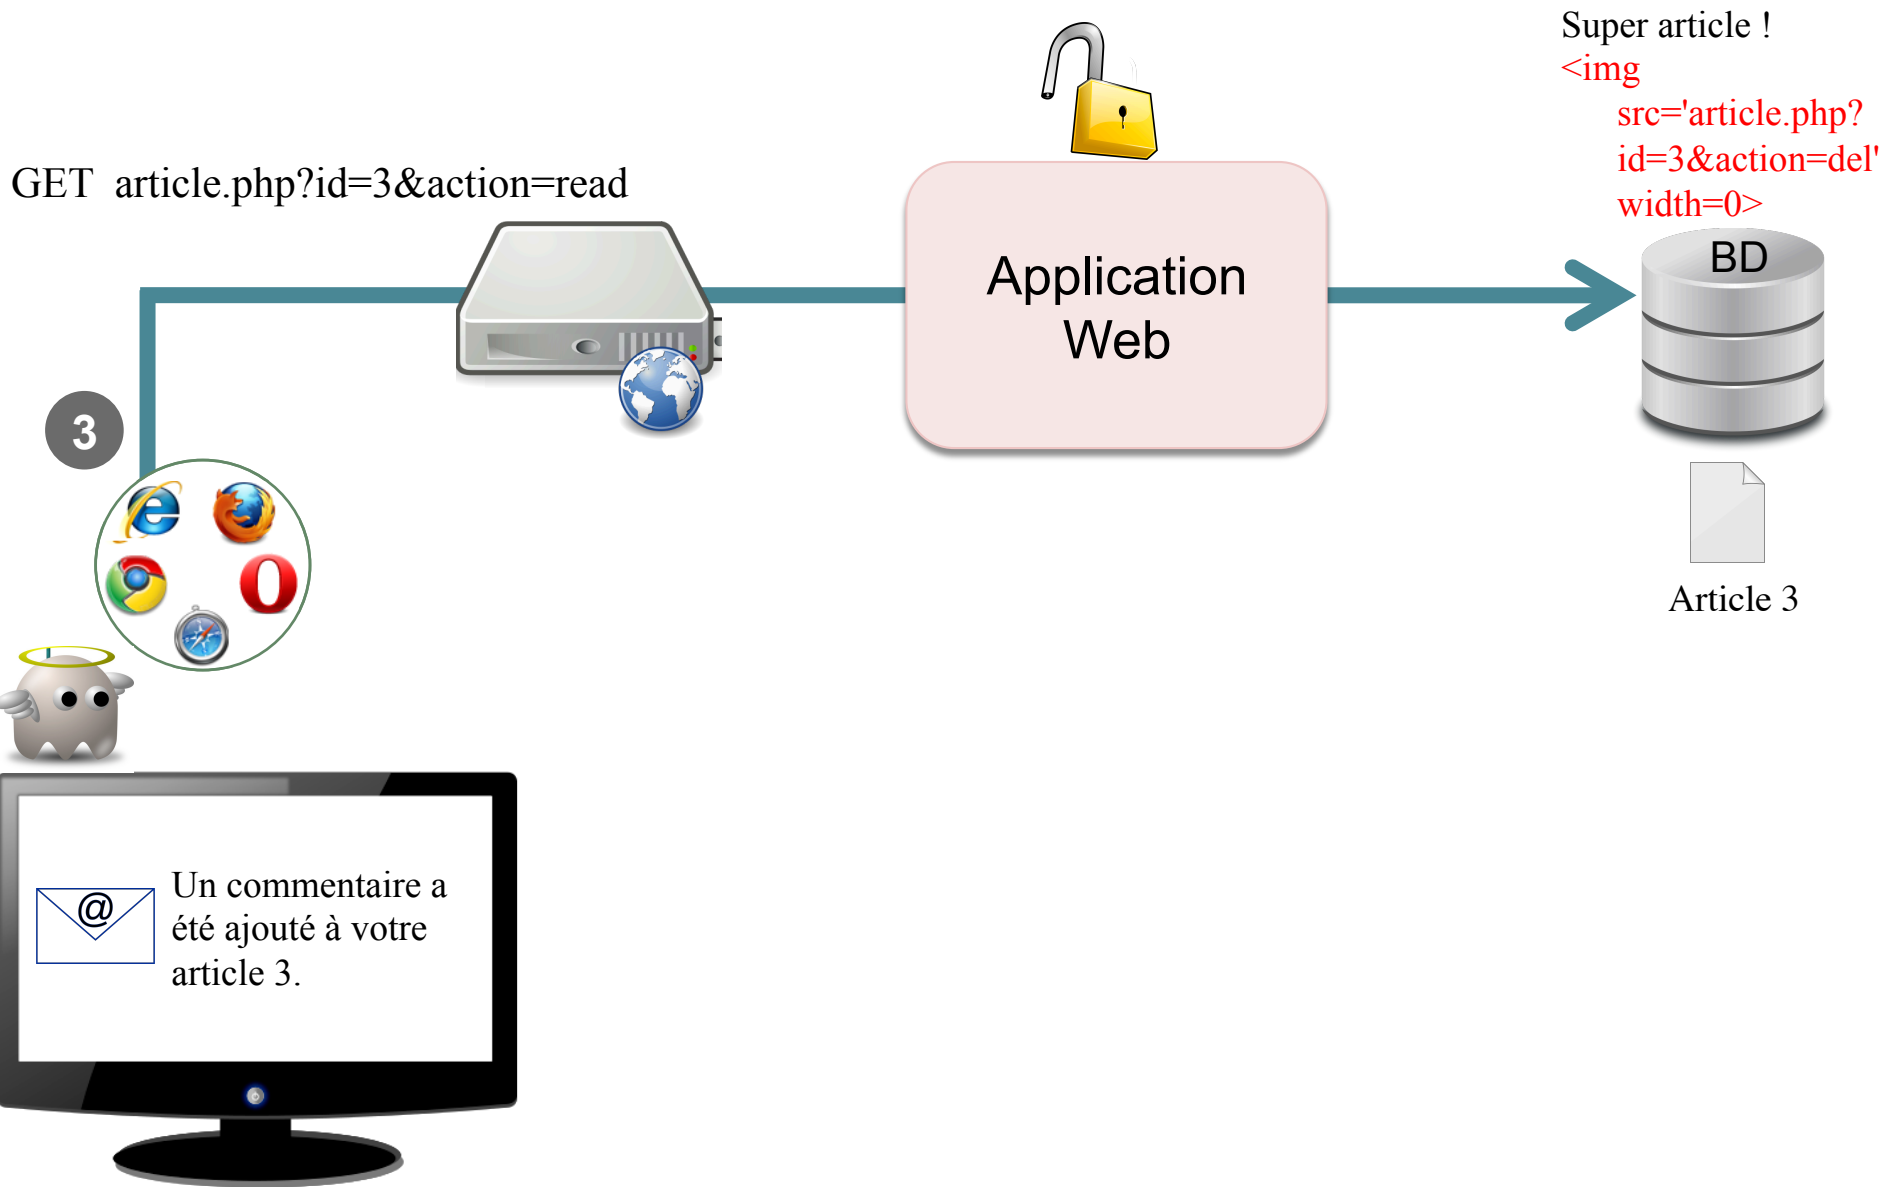 Super article !
<img
src='article.php?
id=3&action=del'
width=0>
GET article.php?id=3&action=read
Application
Web
BD
3
Article 3
@
Un commentaire a
été ajouté à votre
article 3.